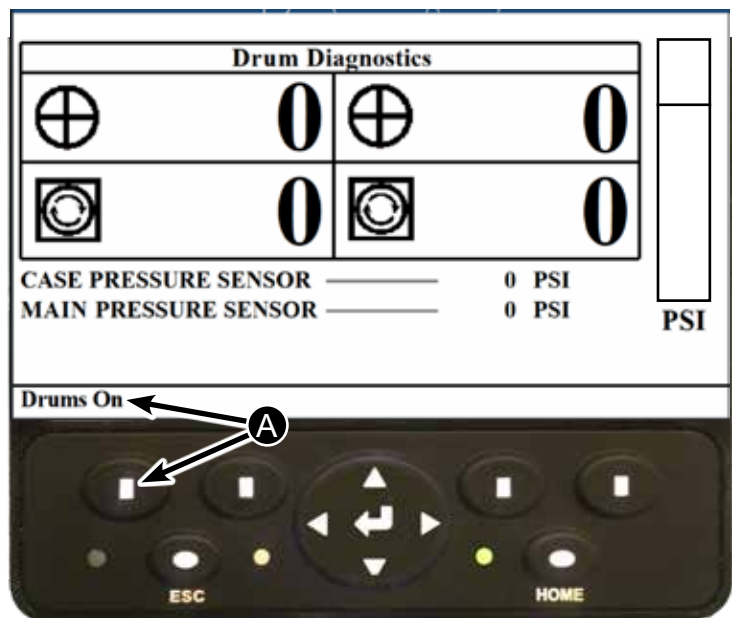 Drum Diagnostics
0 0
0 0
CASE PRESSURE SENSOR 0 PSI
MAIN PRESSURE SENSOR 0 PSI
PSI
Drums On
A
ESC HOME